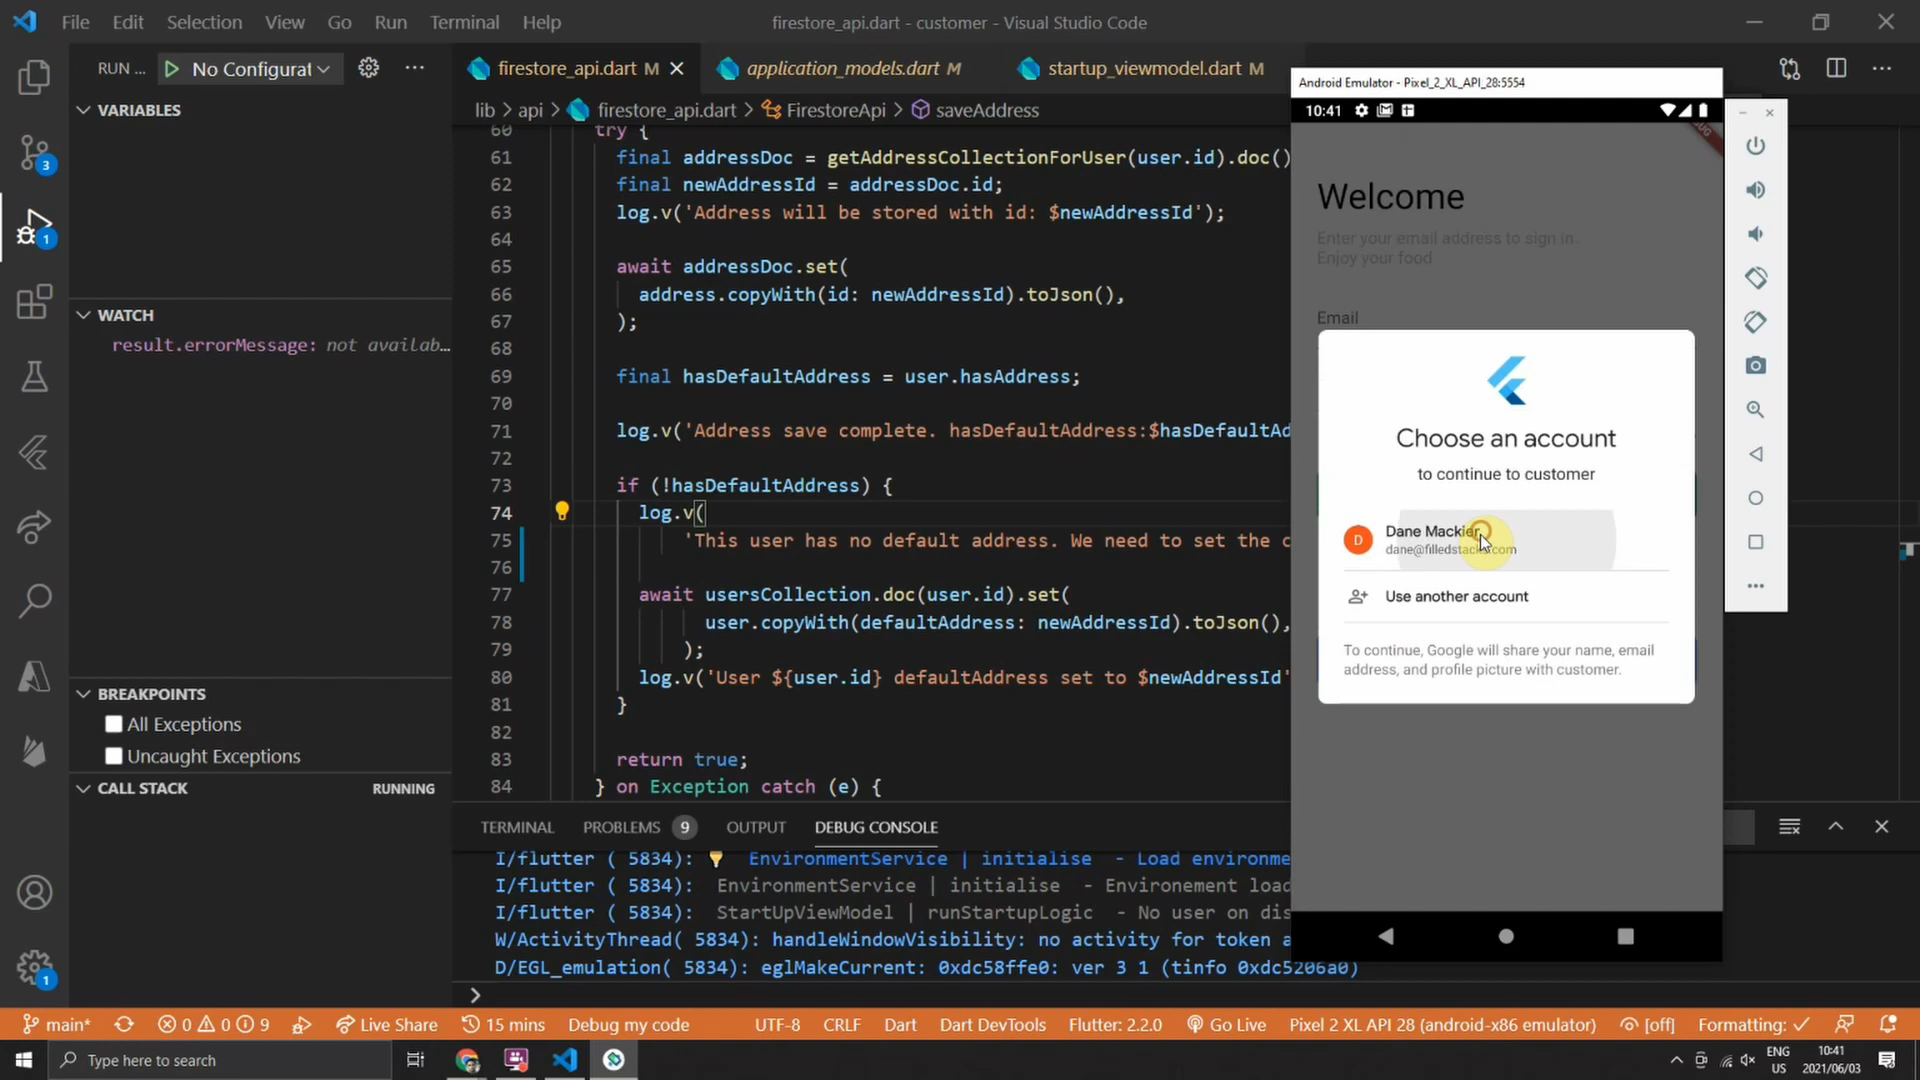 File Edit Selection View Go Run Terminal Help
firestore_api.dart - customer - Visual Studio Code
RUN ... No Configurat
firestore_api.dart M
application_models.dart M
startup_viewmodel.dart M
lib > api > firestore_api.dart > FirestoreApi > saveAddress
VARIABLES
WATCH
result.errorMessage: not availab...
BREAKPOINTS
All Exceptions
Uncaught Exceptions
CALL STACK RUNNING
3
1
1
60 try {
61 final addressDoc = getAddressCollectionForUser(user.id).doc()
62 final newAddressId = addressDoc.id;
63 log.v('Address will be stored with id: $newAddressId');
64
65 await addressDoc.set(
66 address.copyWith(id: newAddressId).toJson(),
67 );
68
69 final hasDefaultAddress = user.hasAddress;
70
71 log.v('Address save complete. hasDefaultAddress:$hasDefaultAd
72
73 if (!hasDefaultAddress) {
74 log.v(
75 'This user has no default address. We need to set the c
76
77 await usersCollection.doc(user.id).set(
78 user.copyWith(defaultAddress: newAddressId).toJson(),
79 );
80 log.v('User ${user.id} defaultAddress set to $newAddressId'
81 }
82
83 return true;
84 } on Exception catch (e) {
TERMINAL PROBLEMS 9 OUTPUT DEBUG CONSOLE
I/flutter ( 5834): 💡 EnvironmentService | initialise - Load environme
I/flutter ( 5834): EnvironmentService | initialise - Environement load
I/flutter ( 5834): StartUpViewModel | runStartupLogic - No user on dis
W/ActivityThread( 5834): handleWindowVisibility: no activity for token a
D/EGL_emulation( 5834): eglMakeCurrent: 0xdc58ffe0: ver 3 1 (tinfo 0xdc5206a0)
Android Emulator - Pixel_2_XL_API_28:5554
10:41
Welcome
Enter your email address to sign in.
Enjoy your food
Email
Choose an account
to continue to customer
D
Dane Mackier
dane@filledstacks.com
Use another account
To continue, Google will share your name, email
address, and profile picture with customer.
main* 0 0 9 Live Share 15 mins Debug my code UTF-8 CRLF Dart Dart DevTools Flutter: 2.2.0 Go Live Pixel 2 XL API 28 (android-x86 emulator) [off] Formatting: ✓
Type here to search
ENG
US
10:41
2021/06/03